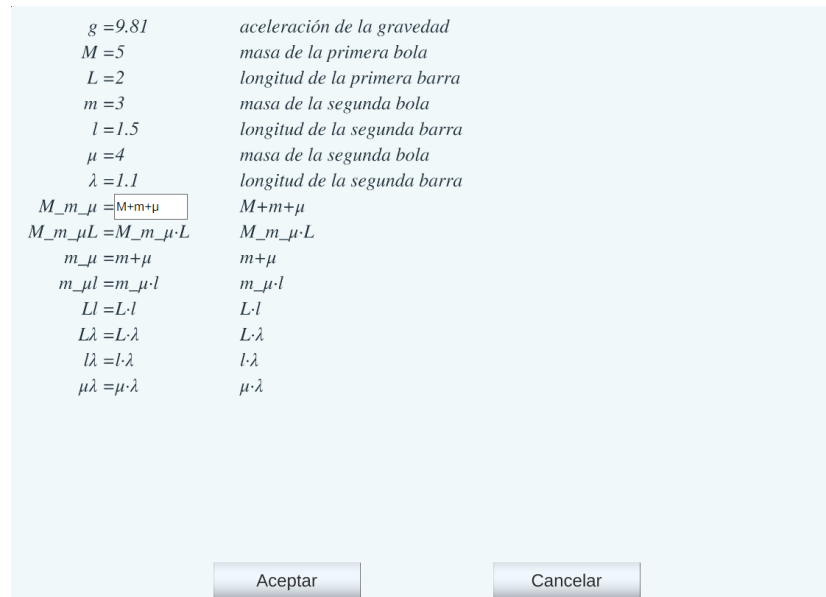 g =9.81 aceleración de la gravedad
M =5 masa de la primera bola
L =2 longitud de la primera barra
m =3 masa de la segunda bola
l =1.5 longitud de la segunda barra
μ =4 masa de la segunda bola
λ =1.1 longitud de la segunda barra
M_m_μ =M+m+μ M+m+μ
M_m_μL =M_m_μ·L M_m_μ·L
m_μ =m+μ m+μ
m_μl =m_μ·l m_μ·l
Ll =L·l L·l
Lλ =L·λ L·λ
lλ =l·λ l·λ
μλ =μ·λ μ·λ
Aceptar Cancelar